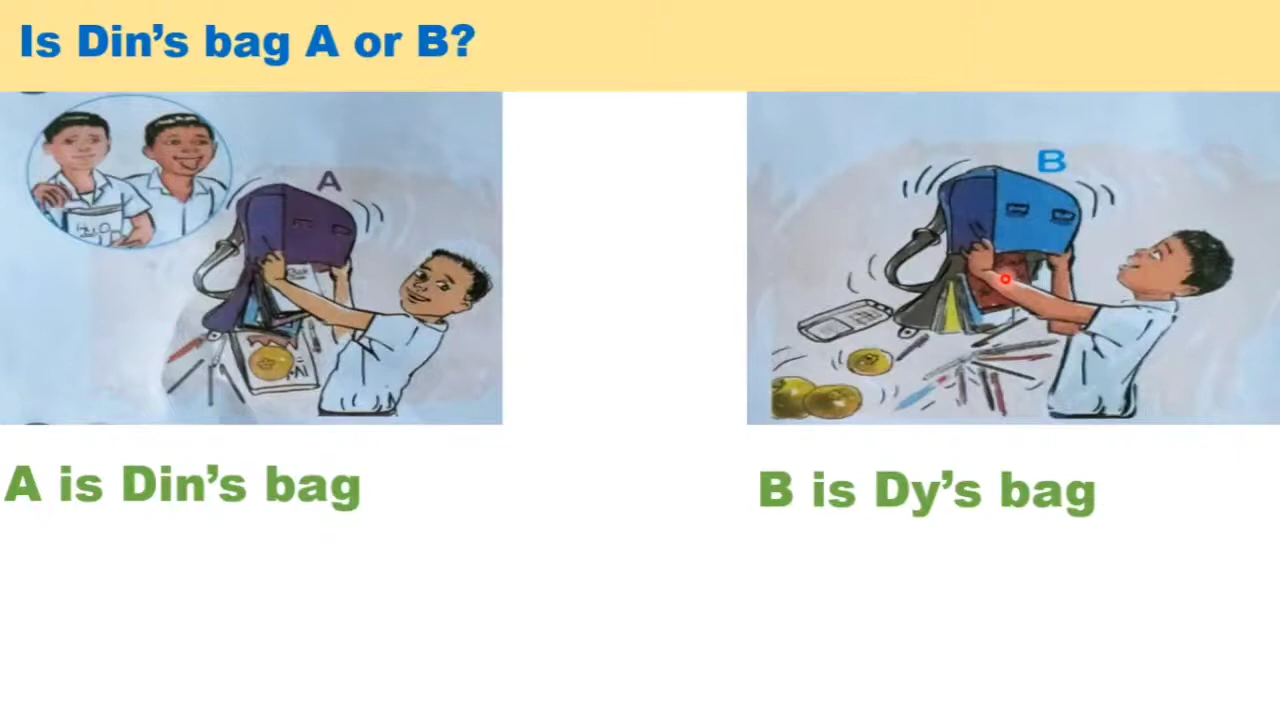 Is Din's bag A or B?
A
B
A is Din's bag
B is Dy's bag